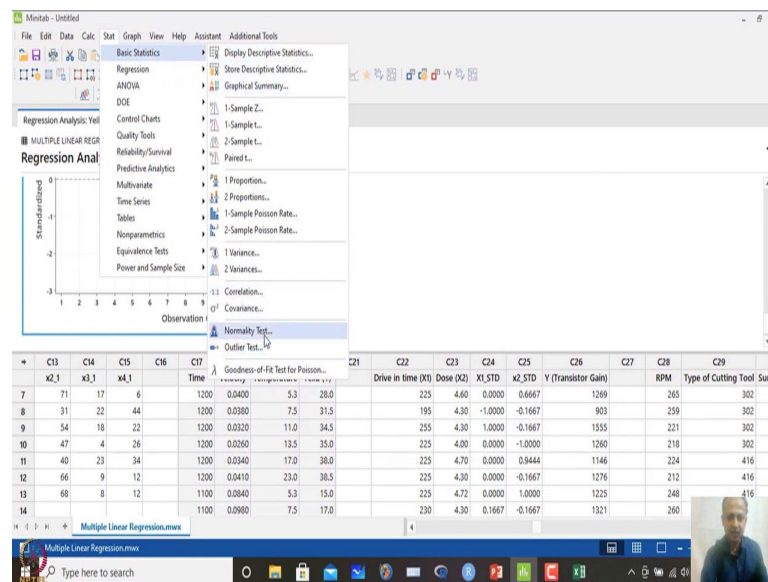 Minitab - Untitled
File Edit Data Calc Stat Graph View Help Assistant Additional Tools
Basic Statistics
Regression
ANOVA
DOE
Control Charts
Quality Tools
Reliability/Survival
Predictive Analytics
Multivariate
Time Series
Tables
Nonparametrics
Equivalence Tests
Power and Sample Size
Display Descriptive Statistics...
Store Descriptive Statistics...
Graphical Summary...
1-Sample Z...
1-Sample t...
2-Sample t...
Paired t...
1 Proportion...
2 Proportions...
1-Sample Poisson Rate...
2-Sample Poisson Rate...
1 Variance...
2 Variances...
Correlation...
Covariance...
Normality Test...
Outlier Test...
Goodness-of-Fit Test for Poisson...
Regression Analysis: Yeil
MULTIPLE LINEAR REGR
Regression Anal
Standardized
0
-1
-2
-3
1 2 3 4 5 6 7 8 9
Observation
C13 C14 C15 C16 C17 C21 C22 C23 C24 C25 C26 C27 C28 C29
x2_1 x3_1 x4_1 Time Drive in time (X1) Dose (X2) X1_STD x2_STD Y (Transistor Gain) RPM Type of Cutting Tool Sur
7 71 17 6 1200 0.0400 5.3 28.0 225 4.60 0.0000 0.6667 1269 265 302
8 31 22 44 1200 0.0380 7.5 31.5 195 4.30 -1.0000 -0.1667 903 259 302
9 54 18 22 1200 0.0320 11.0 34.5 255 4.30 1.0000 -0.1667 1555 221 302
10 47 4 26 1200 0.0260 13.5 35.0 225 4.00 0.0000 -1.0000 1260 218 302
11 40 23 34 1200 0.0340 17.0 38.0 225 4.70 0.0000 0.9444 1146 224 416
12 66 9 12 1200 0.0410 23.0 38.5 225 4.30 0.0000 -0.1667 1276 212 416
13 68 8 12 1100 0.0840 5.3 15.0 225 4.72 0.0000 1.0000 1225 248 416
14 1100 0.0980 7.5 17.0 230 4.30 0.1667 -0.1667 1321 260
Multiple Linear Regression.mwx
Multiple Linear Regression.mwx
Type here to search